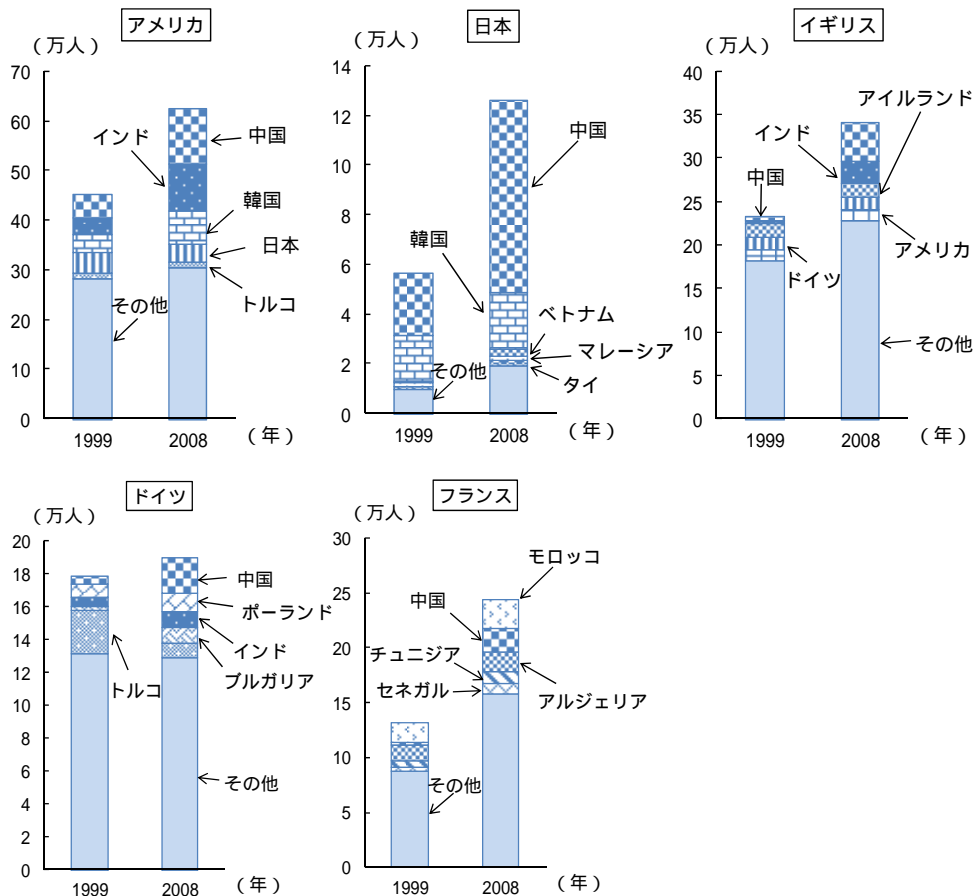 アメリカ
（万人）
70
60
50
40
30
20
10
0
インド
中国
韓国
日本
トルコ
その他
1999
2008
（年）
日本
（万人）
14
12
10
8
6
4
2
0
中国
韓国
ベトナム
マレーシア
タイ
その他
1999
2008
（年）
イギリス
（万人）
40
35
30
25
20
15
10
5
0
アイルランド
インド
中国
アメリカ
ドイツ
その他
1999
2008
（年）
ドイツ
（万人）
20
18
16
14
12
10
8
6
4
2
0
中国
ポーランド
インド
ブルガリア
トルコ
その他
1999
2008
（年）
フランス
（万人）
30
25
20
15
10
5
0
モロッコ
中国
チュニジア
セネガル
アルジェリア
その他
1999
2008
（年）